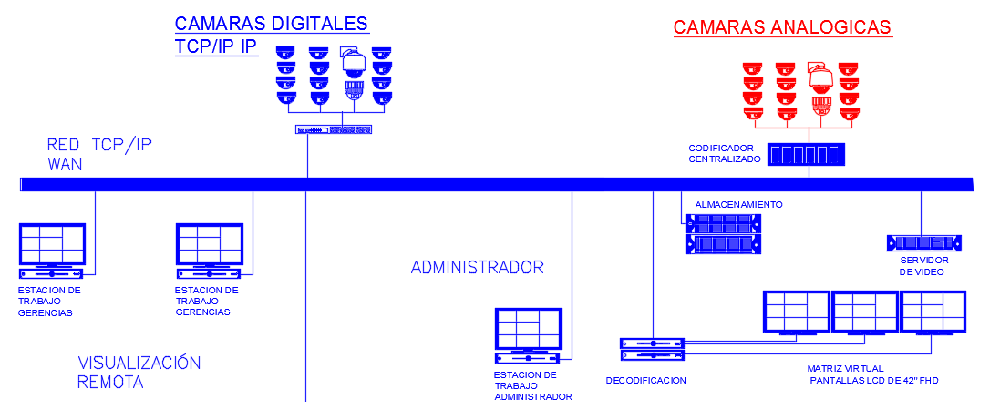 CAMARAS DIGITALES
TCP/IP IP
CAMARAS ANALOGICAS
RED TCP/IP
WAN
CODIFICADOR
CENTRALIZADO
ALMACENAMIENTO
SERVIDOR
DE VIDEO
ADMINISTRADOR
ESTACION DE
TRABAJO
GERENCIAS
ESTACION DE
TRABAJO
GERENCIAS
VISUALIZACIÓN
REMOTA
ESTACION DE
TRABAJO
ADMINISTRADOR
DECODIFICACION
MATRIZ VIRTUAL
PANTALLAS LCD DE 42" FHD